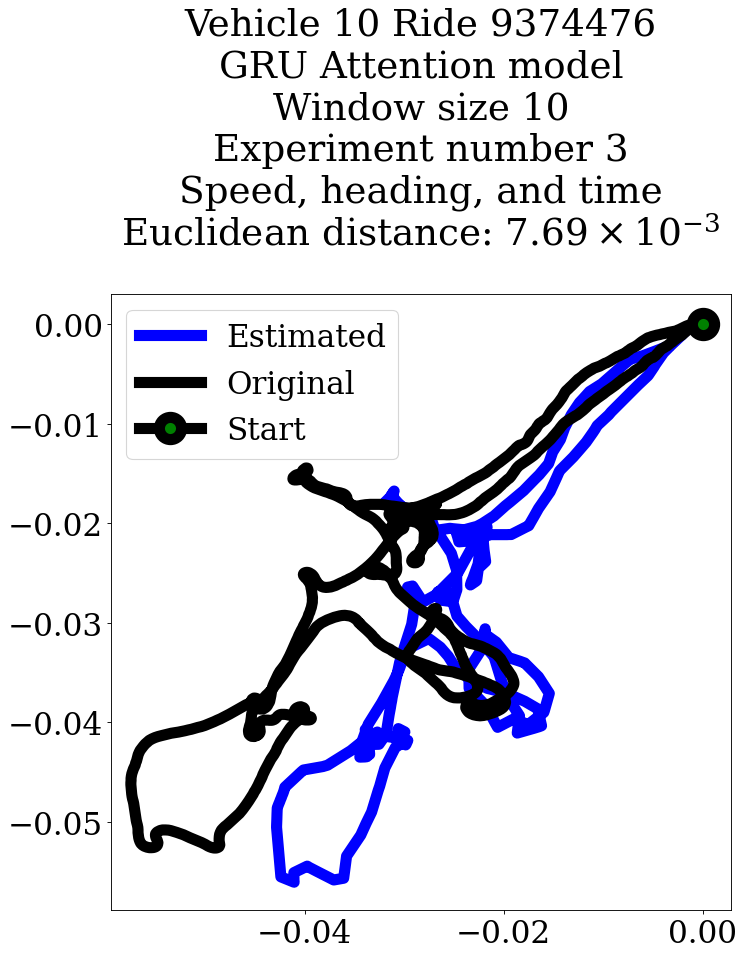 Vehicle 10 Ride 9374476
GRU Attention model
Window size 10
Experiment number 3
Speed, heading, and time
Euclidean distance: 7.69 × 10⁻³
Estimated
Original
Start
0.00
−0.01
−0.02
−0.03
−0.04
−0.05
−0.04
−0.02
0.00